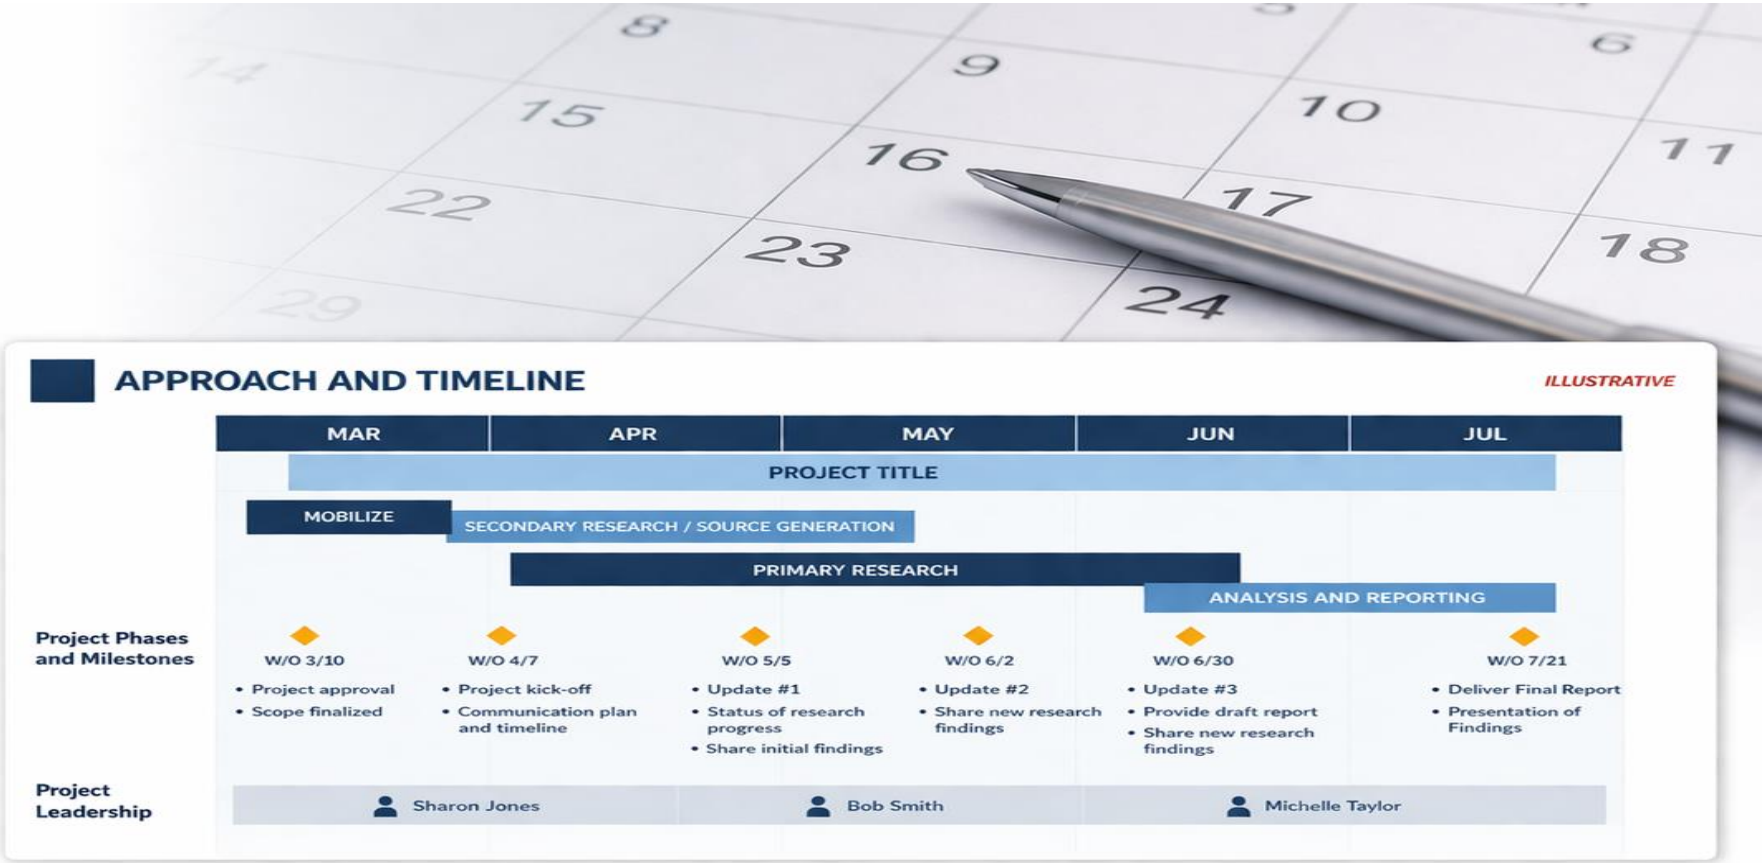 8
5
6
14
15
9
10
11
16
22
17
23
18
29
24
APPROACH AND TIMELINE
ILLUSTRATIVE
MAR APR MAY JUN JUL
PROJECT TITLE
MOBILIZE
SECONDARY RESEARCH / SOURCE GENERATION
PRIMARY RESEARCH
ANALYSIS AND REPORTING
Project Phases
and Milestones
W/O 3/10
• Project approval
• Scope finalized
W/O 4/7
• Project kick-off
• Communication plan
and timeline
W/O 5/5
• Update #1
• Status of research
progress
• Share initial findings
W/O 6/2
• Update #2
• Share new research
findings
W/O 6/30
• Update #3
• Provide draft report
• Share new research
findings
W/O 7/21
• Deliver Final Report
• Presentation of
Findings
Project
Leadership
Sharon Jones
Bob Smith
Michelle Taylor